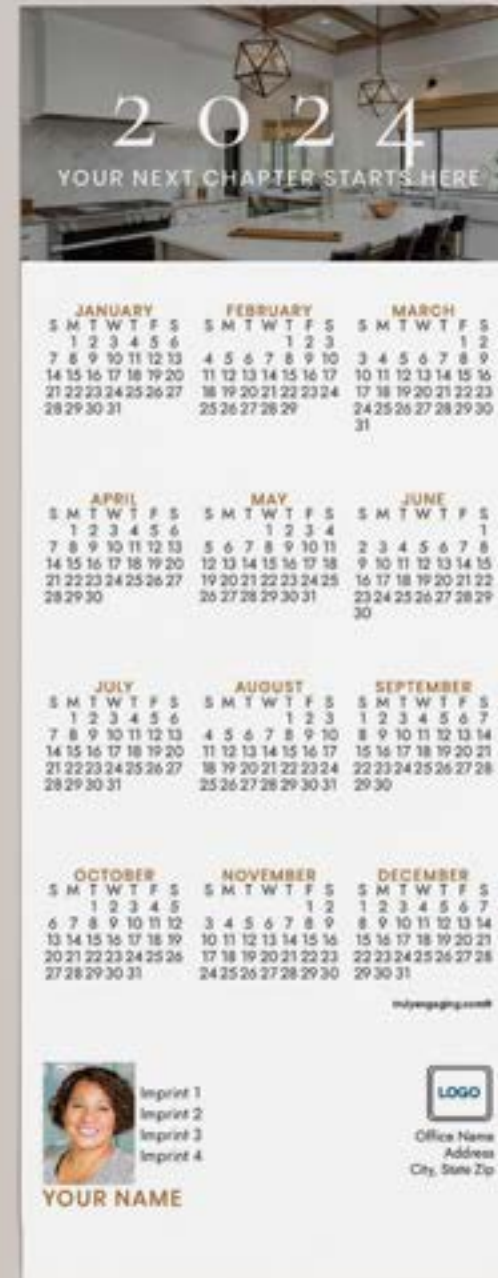 2024
YOUR NEXT CHAPTER STARTS HERE
JANUARY
S M T W T F S
1 2 3 4 5 6
7 8 9 10 11 12 13
14 15 16 17 18 19 20
21 22 23 24 25 26 27
28 29 30 31
FEBRUARY
S M T W T F S
1 2 3
4 5 6 7 8 9 10
11 12 13 14 15 16 17
18 19 20 21 22 23 24
25 26 27 28 29
MARCH
S M T W T F S
1 2
3 4 5 6 7 8 9
10 11 12 13 14 15 16
17 18 19 20 21 22 23
24 25 26 27 28 29 30
31
APRIL
S M T W T F S
1 2 3 4 5 6
7 8 9 10 11 12 13
14 15 16 17 18 19 20
21 22 23 24 25 26 27
28 29 30
MAY
S M T W T F S
1 2 3 4
5 6 7 8 9 10 11
12 13 14 15 16 17 18
19 20 21 22 23 24 25
26 27 28 29 30 31
JUNE
S M T W T F S
1
2 3 4 5 6 7 8
9 10 11 12 13 14 15
16 17 18 19 20 21 22
23 24 25 26 27 28 29
30
JULY
S M T W T F S
1 2 3 4 5 6
7 8 9 10 11 12 13
14 15 16 17 18 19 20
21 22 23 24 25 26 27
28 29 30 31
AUGUST
S M T W T F S
1 2 3
4 5 6 7 8 9 10
11 12 13 14 15 16 17
18 19 20 21 22 23 24
25 26 27 28 29 30 31
SEPTEMBER
S M T W T F S
1 2 3 4 5 6 7
8 9 10 11 12 13 14
15 16 17 18 19 20 21
22 23 24 25 26 27 28
29 30
OCTOBER
S M T W T F S
1 2 3 4 5
6 7 8 9 10 11 12
13 14 15 16 17 18 19
20 21 22 23 24 25 26
27 28 29 30 31
NOVEMBER
S M T W T F S
1 2
3 4 5 6 7 8 9
10 11 12 13 14 15 16
17 18 19 20 21 22 23
24 25 26 27 28 29 30
DECEMBER
S M T W T F S
1 2 3 4 5 6 7
8 9 10 11 12 13 14
15 16 17 18 19 20 21
22 23 24 25 26 27 28
29 30 31
Imprint 1
Imprint 2
Imprint 3
Imprint 4
YOUR NAME
LOGO
Office Name
Address
City, State Zip